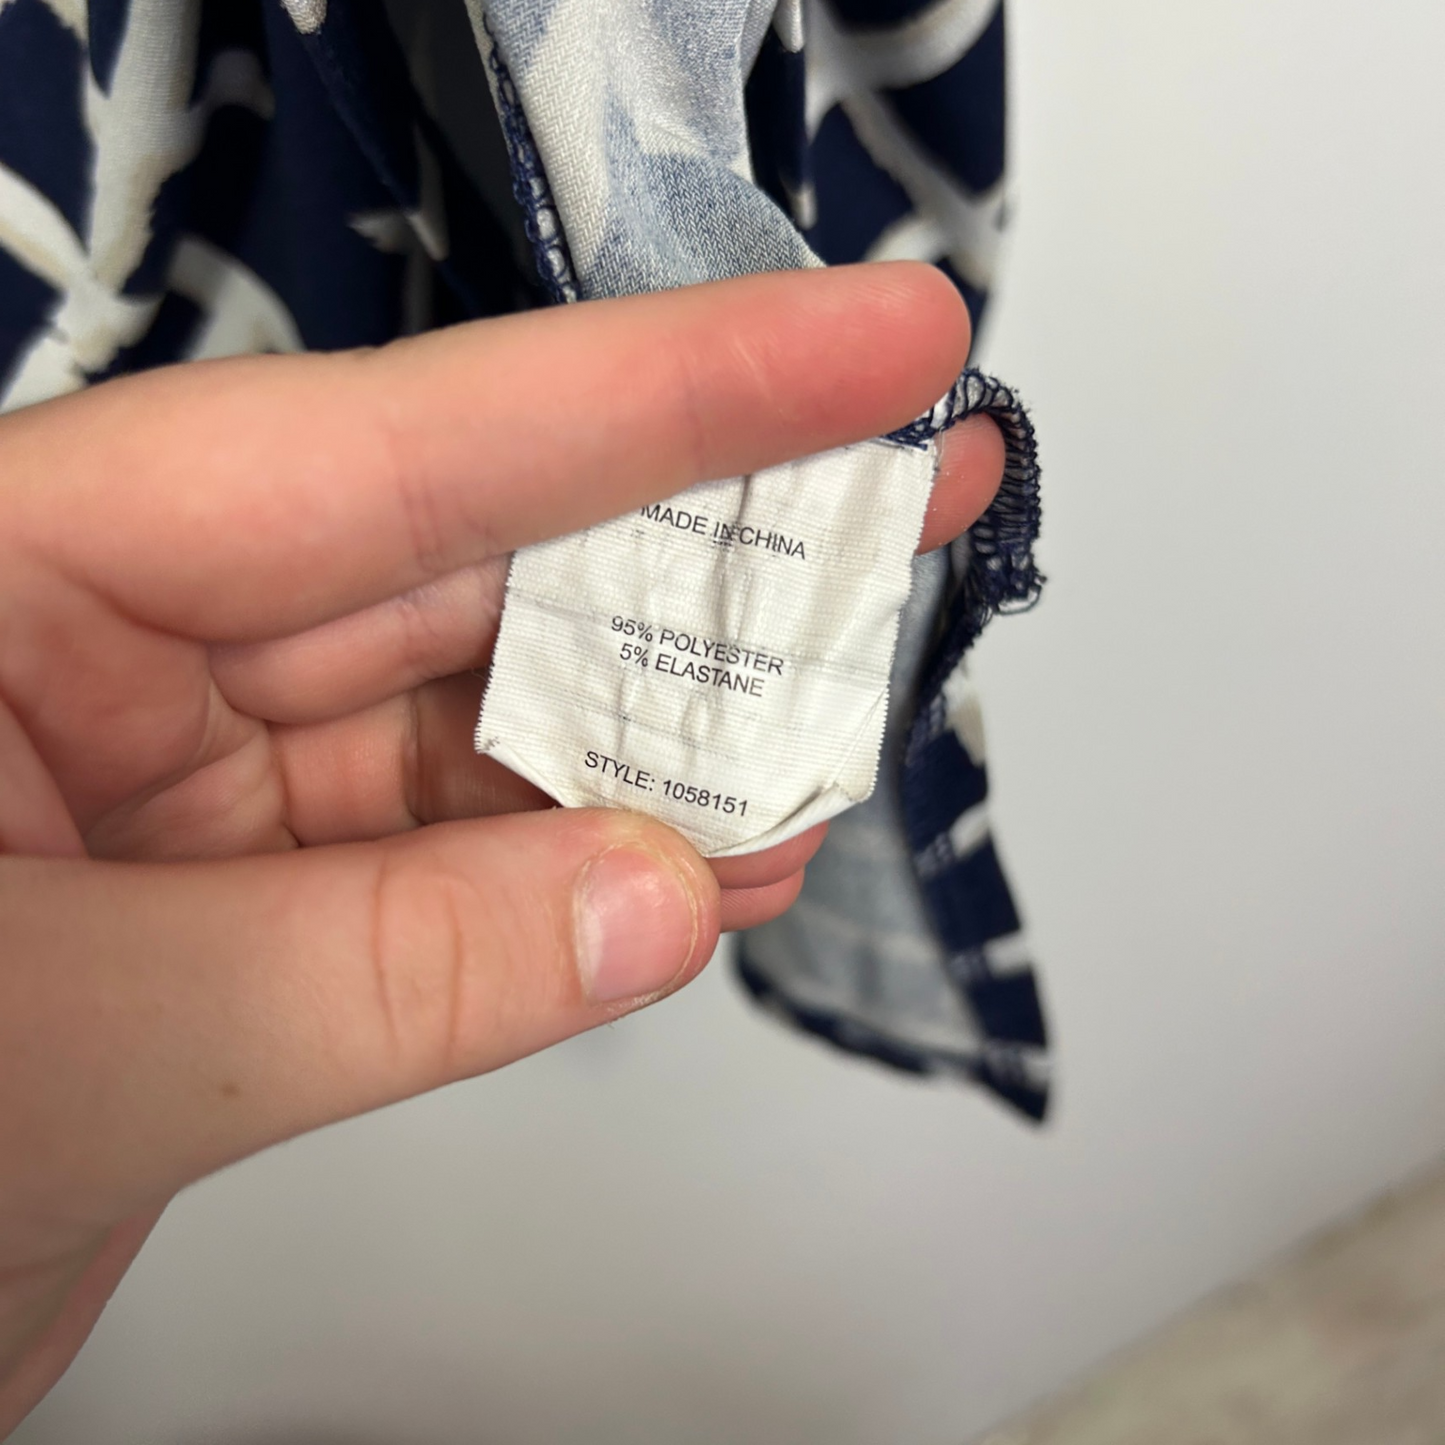 MADE IN CHINA
95% POLYESTER
5% ELASTANE
STYLE: 1058151